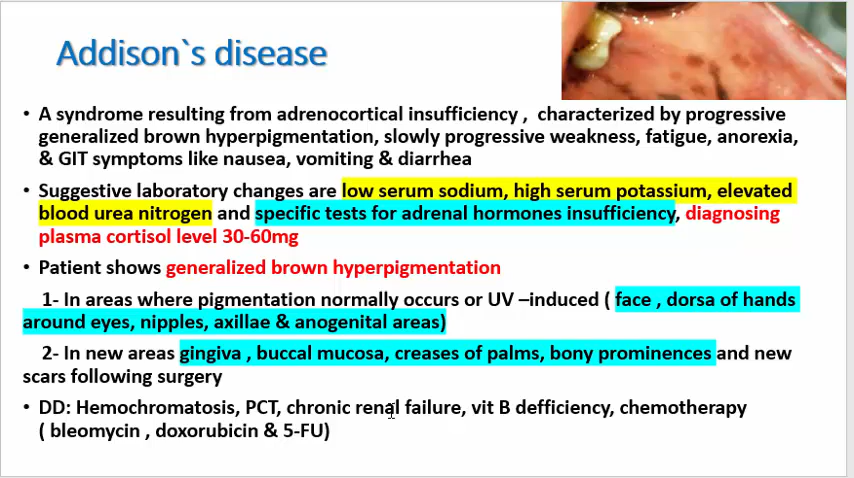 Addison`s disease
• A syndrome resulting from adrenocortical insufficiency , characterized by progressive
generalized brown hyperpigmentation, slowly progressive weakness, fatigue, anorexia,
& GIT symptoms like nausea, vomiting & diarrhea
• Suggestive laboratory changes are low serum sodium, high serum potassium, elevated
blood urea nitrogen and specific tests for adrenal hormones insufficiency, diagnosing
plasma cortisol level 30-60mg
• Patient shows generalized brown hyperpigmentation
1- In areas where pigmentation normally occurs or UV –induced ( face , dorsa of hands
around eyes, nipples, axillae & anogenital areas)
2- In new areas gingiva , buccal mucosa, creases of palms, bony prominences and new
scars following surgery
• DD: Hemochromatosis, PCT, chronic renal failure, vit B defficiency, chemotherapy
( bleomycin , doxorubicin & 5-FU)